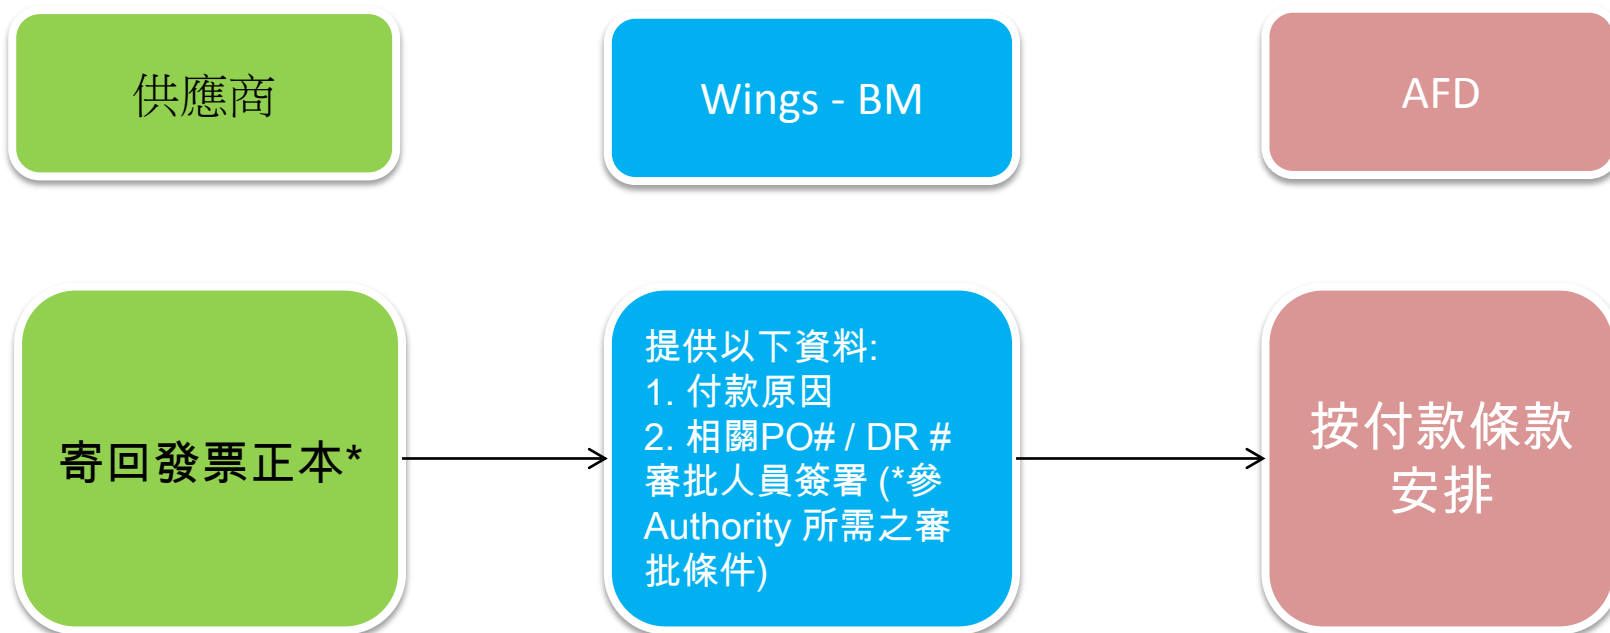 供應商
Wings - BM
AFD
寄回發票正本*
提供以下資料:
1. 付款原因
2. 相關PO# / DR #
審批人員簽署 (*參
Authority 所需之審
批條件)
按付款條款
安排